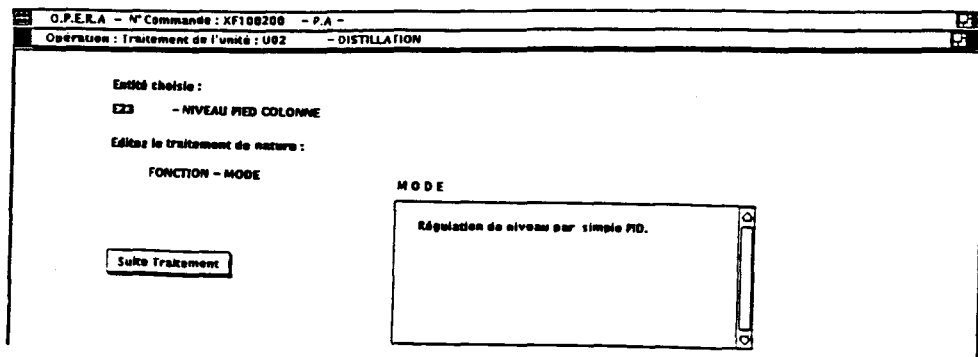 O.P.E.R.A – N° Commande : XF108200 – P.A –
Opération : Traitement de l'unité : U02 – DISTILLATION
Entité choisie :
E23 – NIVEAU PIED COLONNE
Editez le traitement de nature :
FONCTION – MODE
MODE
Régulation de niveau par simple PID.
Suite Traitement